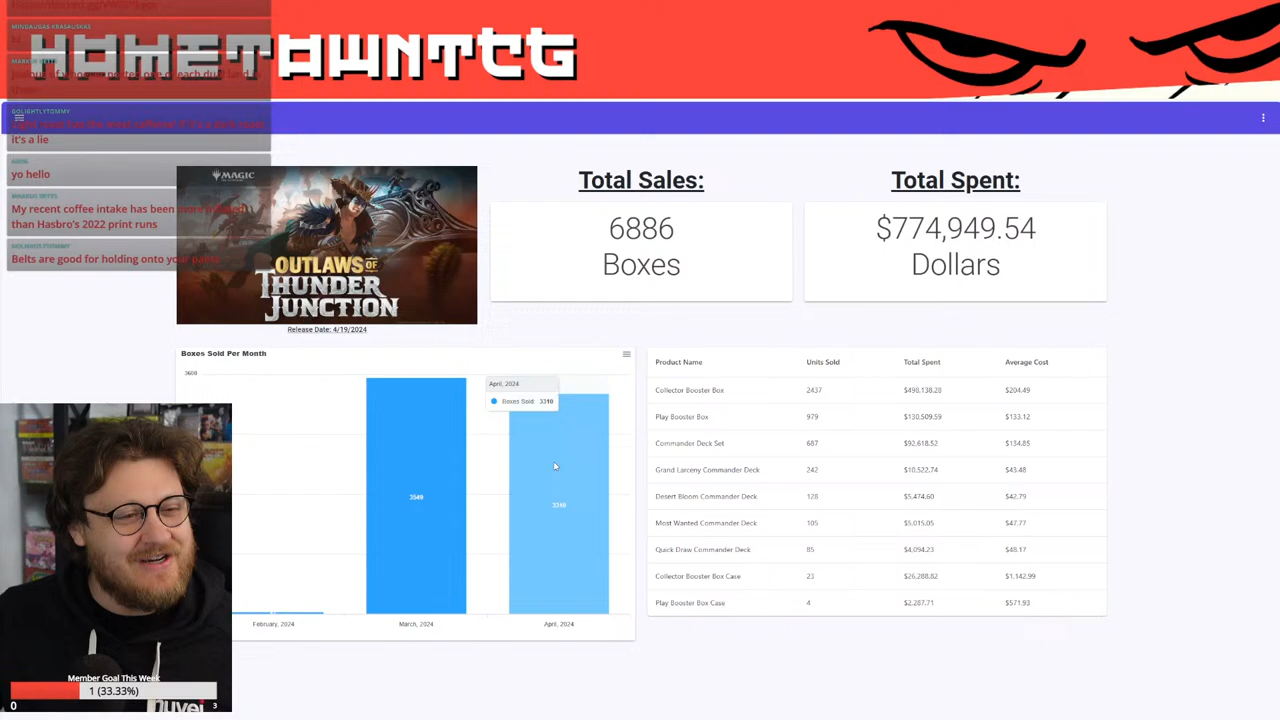 HOMETOWNTCG
MINDAUGAS KRASAUSKAS
GOLIGHTLYTOMMY
it's a lie
yo hello
My recent coffee intake has been more
than Hasbro's 2022 print runs
Belts are good for holding onto your pants
MAGIC
OUTLAWS OF
THUNDER
JUNCTION
Release Date: 4/19/2024
Total Sales:
6886
Boxes
Total Spent:
$774,949.54
Dollars
Boxes Sold Per Month
3600
April, 2024
Boxes Sold: 3310
3549
3310
February, 2024 March, 2024 April, 2024
Product Name Units Sold Total Spent Average Cost
Collector Booster Box 2437 $498,138.28 $204.49
Play Booster Box 979 $130,509.59 $133.12
Commander Deck Set 687 $92,618.52 $134.85
Grand Larceny Commander Deck 242 $10,522.74 $43.48
Desert Bloom Commander Deck 128 $5,474.60 $42.79
Most Wanted Commander Deck 105 $5,015.05 $47.77
Quick Draw Commander Deck 85 $4,094.23 $48.17
Collector Booster Box Case 23 $26,288.82 $1,142.99
Play Booster Box Case 4 $2,287.71 $571.93
Member Goal This Week
1 (33.33%)
0 3
nuvei